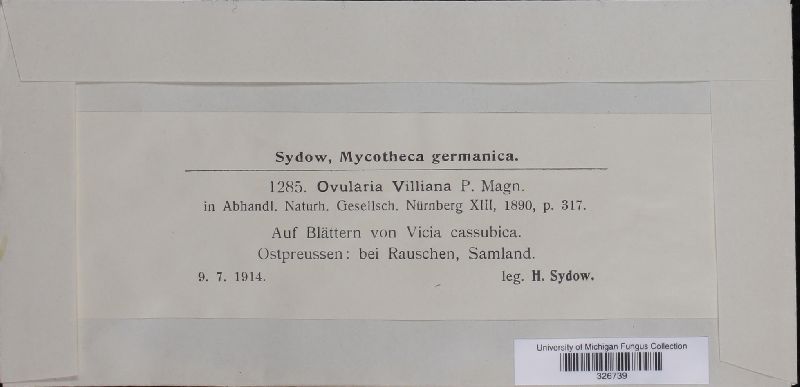 Sydow, Mycotheca germanica.
1285. Ovularia Villiana P. Magn.
in Abhandl. Naturh. Gesellsch. Nürnberg XIII, 1890, p. 317.
Auf Blättern von Vicia cassubica.
Ostpreussen: bei Rauschen, Samland.
9. 7. 1914. leg. H. Sydow.
University of Michigan Fungus Collection
326739